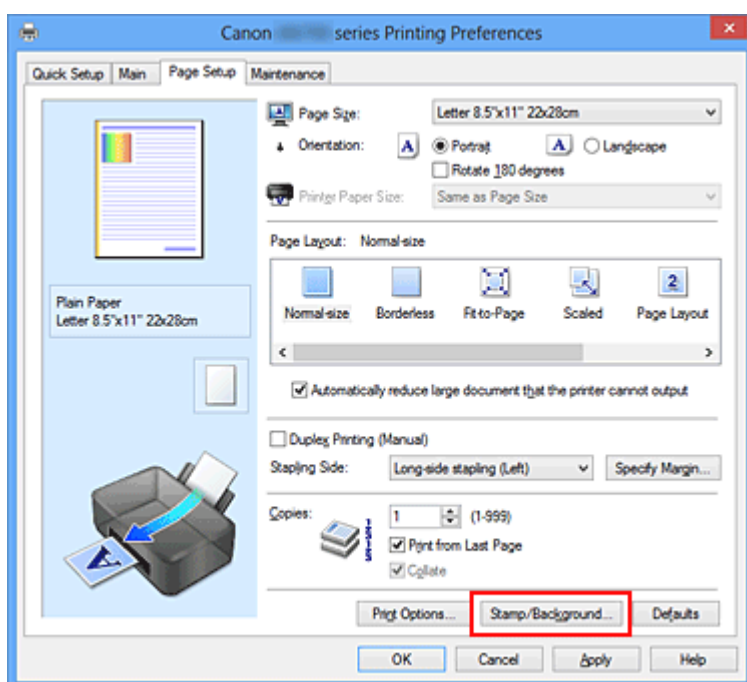 Canon series Printing Preferences
Quick Setup Main Page Setup Maintenance
Page Size: Letter 8.5"x11" 22x28cm
Orientation: A Portrait A Landscape
Rotate 180 degrees
Printer Paper Size: Same as Page Size
Page Layout: Normal-size
2
Normal-size Borderless Fit-to-Page Scaled Page Layout
Plain Paper
Letter 8.5"x11" 22x28cm
Automatically reduce large document that the printer cannot output
Duplex Printing (Manual)
Stapling Side: Long-side stapling (Left) Specify Margin...
Copies: 1 (1-999)
Print from Last Page
Collate
A
Print Options... Stamp/Background... Defaults
OK Cancel Apply Help